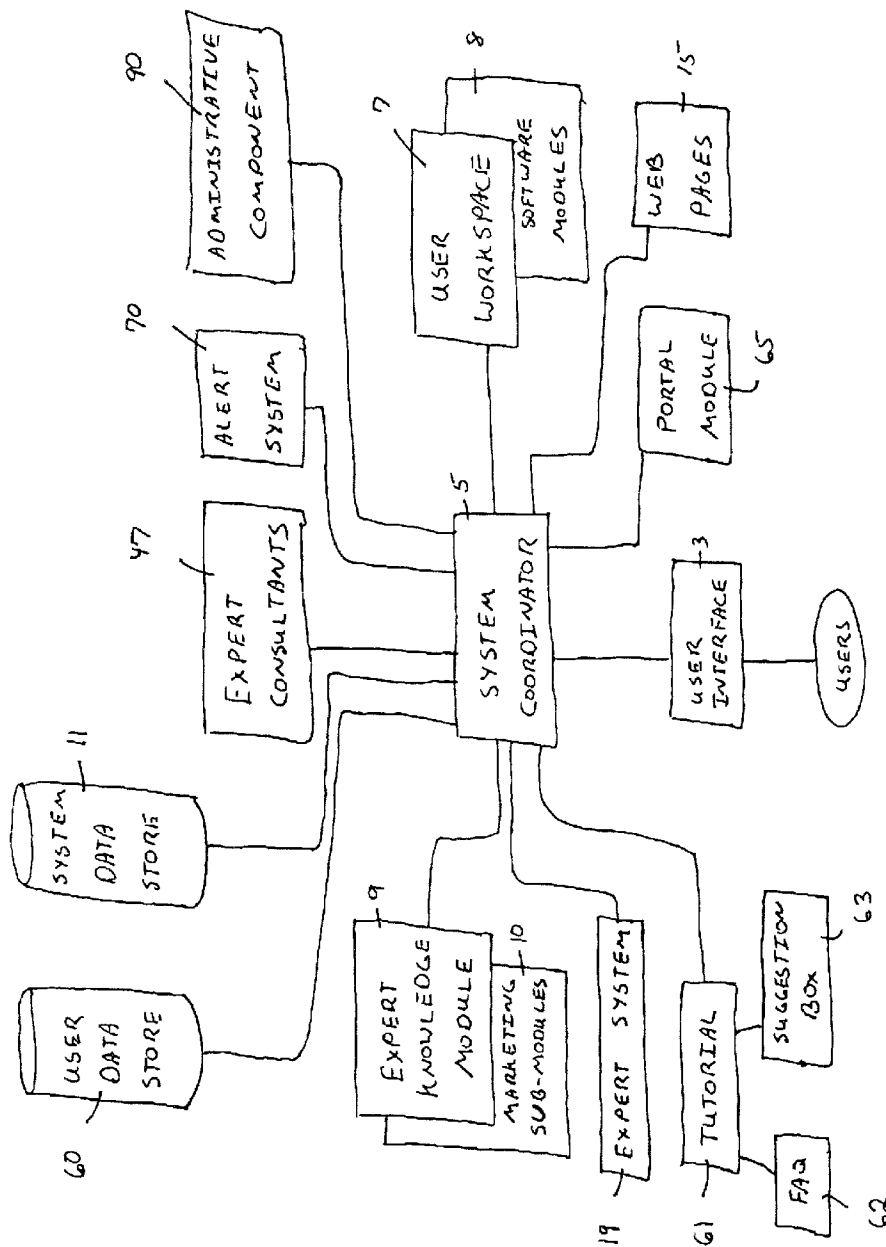 60
USER
DATA
STORE
11
SYSTEM
DATA
STORE
47
EXPERT
CONSULTANTS
70
ALERT
SYSTEM
90
ADMINISTRATIVE
COMPONENT
9
EXPERT
KNOWLEDGE
MODULE
10
MARKETING
SUB-MODULES
5
SYSTEM
COORDINATOR
7
USER
WORKSPACE
8
SOFTWARE
MODULES
19
EXPERT SYSTEM
61
TUTORIAL
62
FAQ
63
SUGGESTION
BOX
3
USER
INTERFACE
USERS
PORTAL
MODULE
65
15
WEB
PAGES